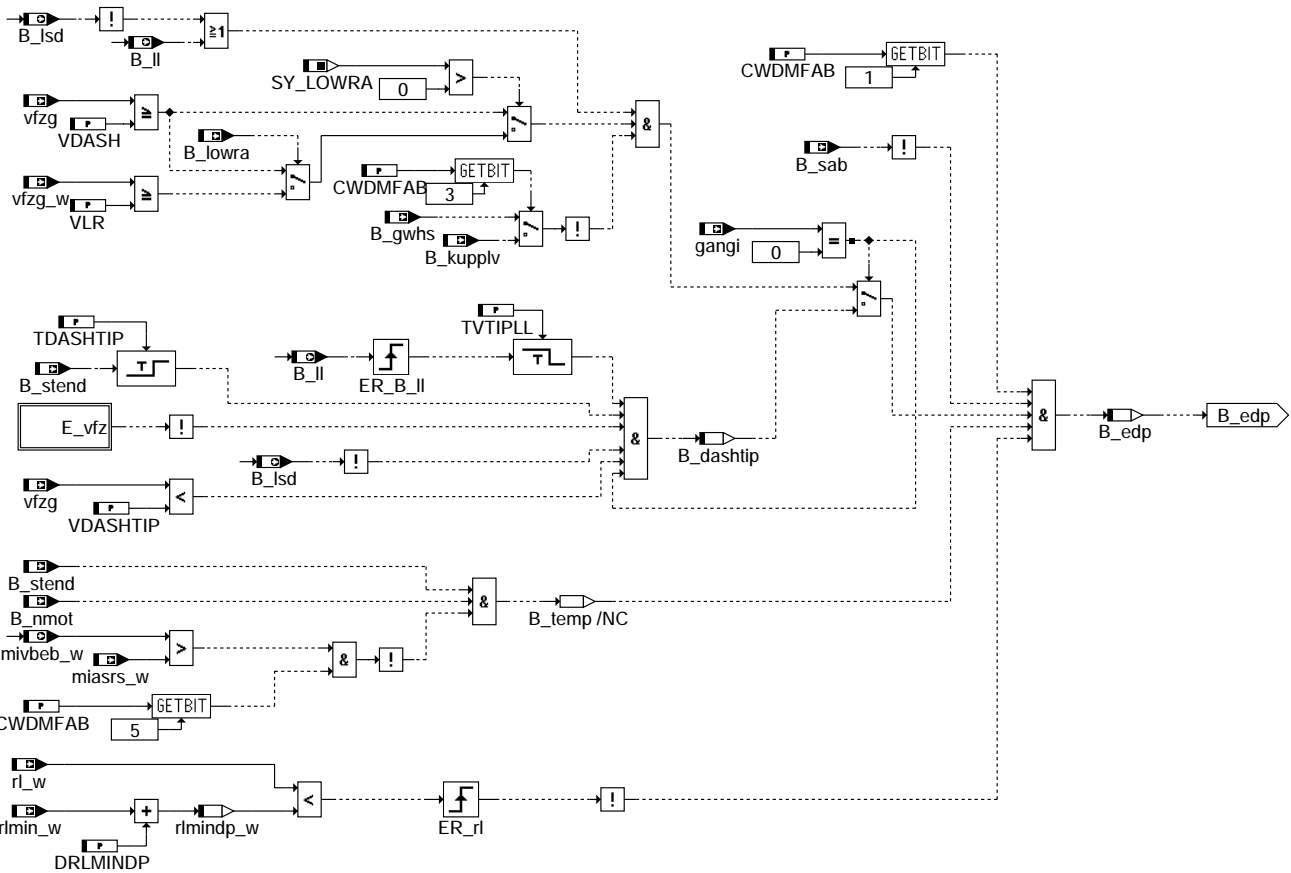 B_lsd
!
≧1
B_ll
GETBIT
CWDMFAB
1
SY_LOWRA
>
0
vfzg
≧
P
VDASH
&
B_lowra
B_sab
!
CWDMFAB
GETBIT
3
vfzg_w
≧
P
VLR
B_gwhs
!
B_kupplv
gangi
=
0
P
TDASHTIP
P
TVTIPLL
B_stend
T
B_ll
ER_B_ll
T
E_vfz
!
&
B_dashtip
&
B_edp
B_edp
B_lsd
!
vfzg
<
P
VDASHTIP
B_stend
&
B_temp /NC
B_nmot
mivbeb_w
>
miasrs_w
&
!
P
CWDMFAB
GETBIT
5
rl_w
<
ER_rl
!
rlmin_w
+
rlmindp_w
P
DRLMINDP